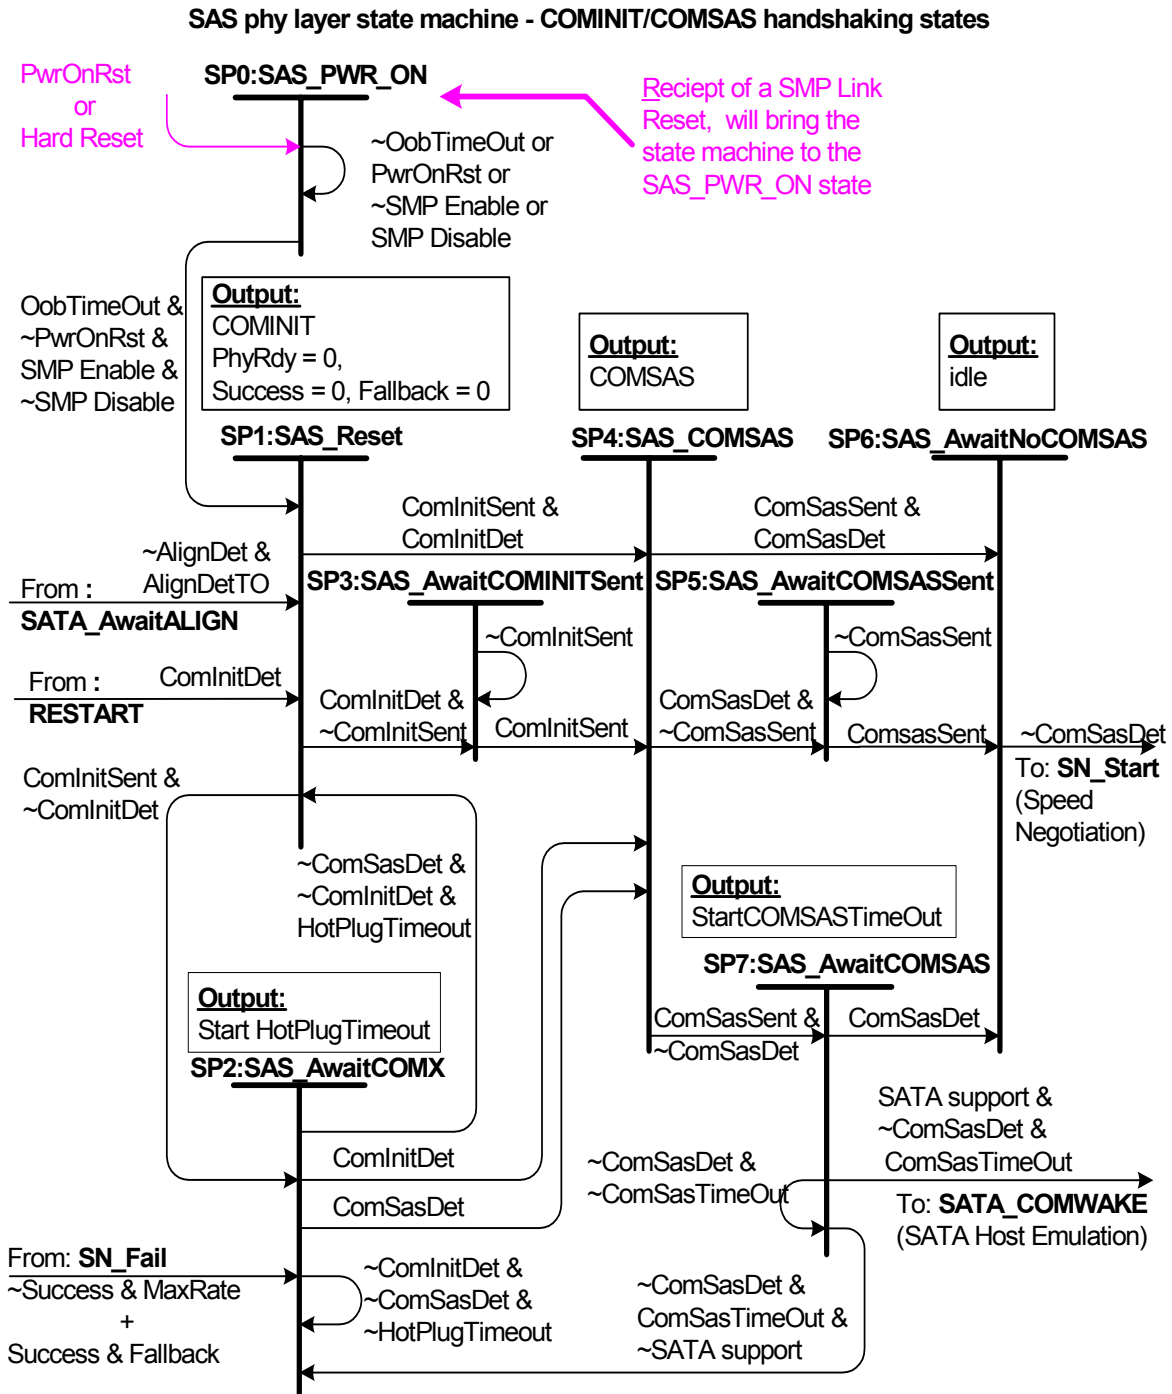 SAS phy layer state machine - COMINIT/COMSAS handshaking states
PwrOnRst
or
Hard Reset
SP0:SAS_PWR_ON
Reciept of a SMP Link
Reset, will bring the
state machine to the
SAS_PWR_ON state
~OobTimeOut or
PwrOnRst or
~SMP Enable or
SMP Disable
OobTimeOut &
~PwrOnRst &
SMP Enable &
~SMP Disable
Output:
COMINIT
PhyRdy = 0,
Success = 0, Fallback = 0
Output:
COMSAS
Output:
idle
SP1:SAS_Reset
SP4:SAS_COMSAS
SP6:SAS_AwaitNoCOMSAS
ComInitSent &
ComInitDet
ComSasSent &
ComSasDet
~AlignDet &
AlignDetTO
From :
SATA_AwaitALIGN
SP3:SAS_AwaitCOMINITSent
SP5:SAS_AwaitCOMSASSent
~ComInitSent
~ComSasSent
From :
ComInitDet
RESTART
ComInitDet &
~ComInitSent
ComInitSent
ComSasDet &
~ComSasSent
ComsasSent
~ComSasDet
To: SN_Start
(Speed
Negotiation)
ComInitSent &
~ComInitDet
~ComSasDet &
~ComInitDet &
HotPlugTimeout
Output:
StartCOMSASTimeOut
SP7:SAS_AwaitCOMSAS
Output:
Start HotPlugTimeout
SP2:SAS_AwaitCOMX
ComSasSent &
~ComSasDet
ComSasDet
SATA support &
~ComSasDet &
ComSasTimeOut
To: SATA_COMWAKE
(SATA Host Emulation)
ComInitDet
ComSasDet
~ComSasDet &
~ComSasTimeOut
From: SN_Fail
~Success & MaxRate
+
Success & Fallback
~ComInitDet &
~ComSasDet &
~HotPlugTimeout
~ComSasDet &
ComSasTimeOut &
~SATA support